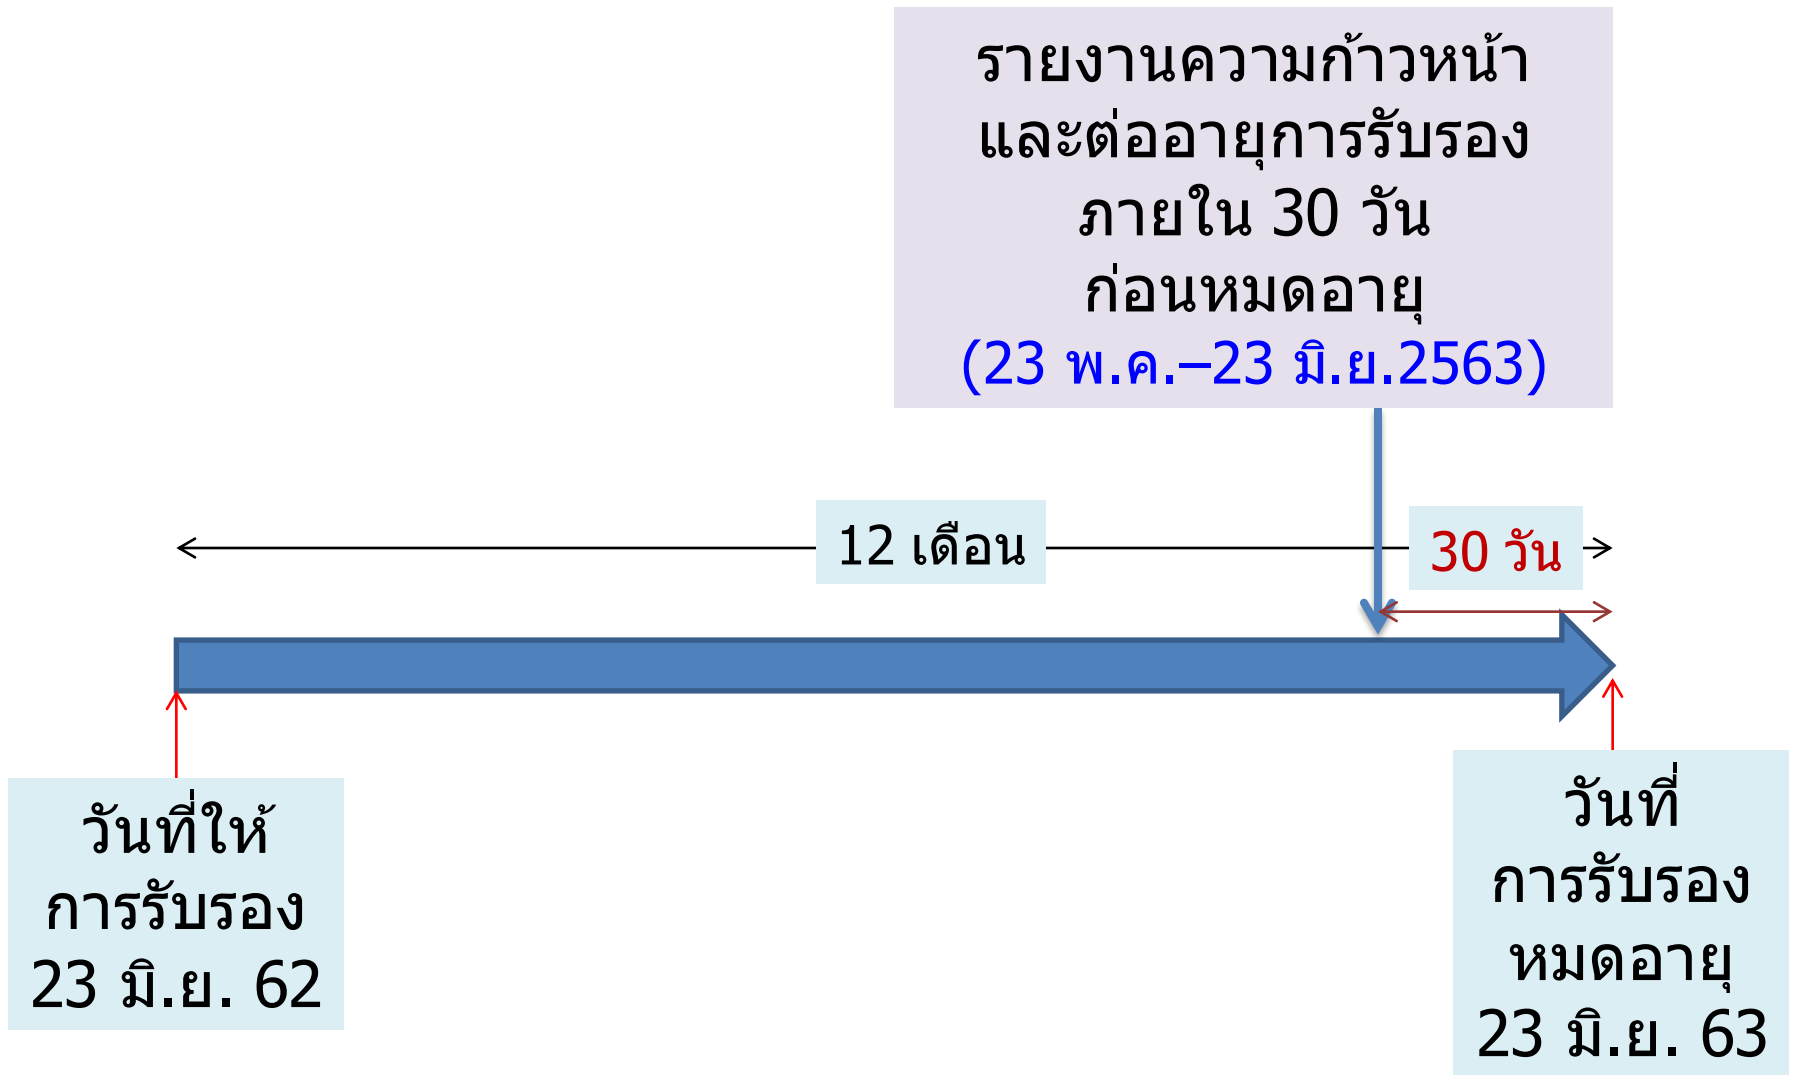 รายงานความก้าวหน้า
และต่ออายุการรับรอง
ภายใน 30 วัน
ก่อนหมดอายุ
(23 พ.ค.–23 มิ.ย.2563)
12 เดือน
30 วัน
วันที่ให้
การรับรอง
23 มิ.ย. 62
วันที่
การรับรอง
หมดอายุ
23 มิ.ย. 63